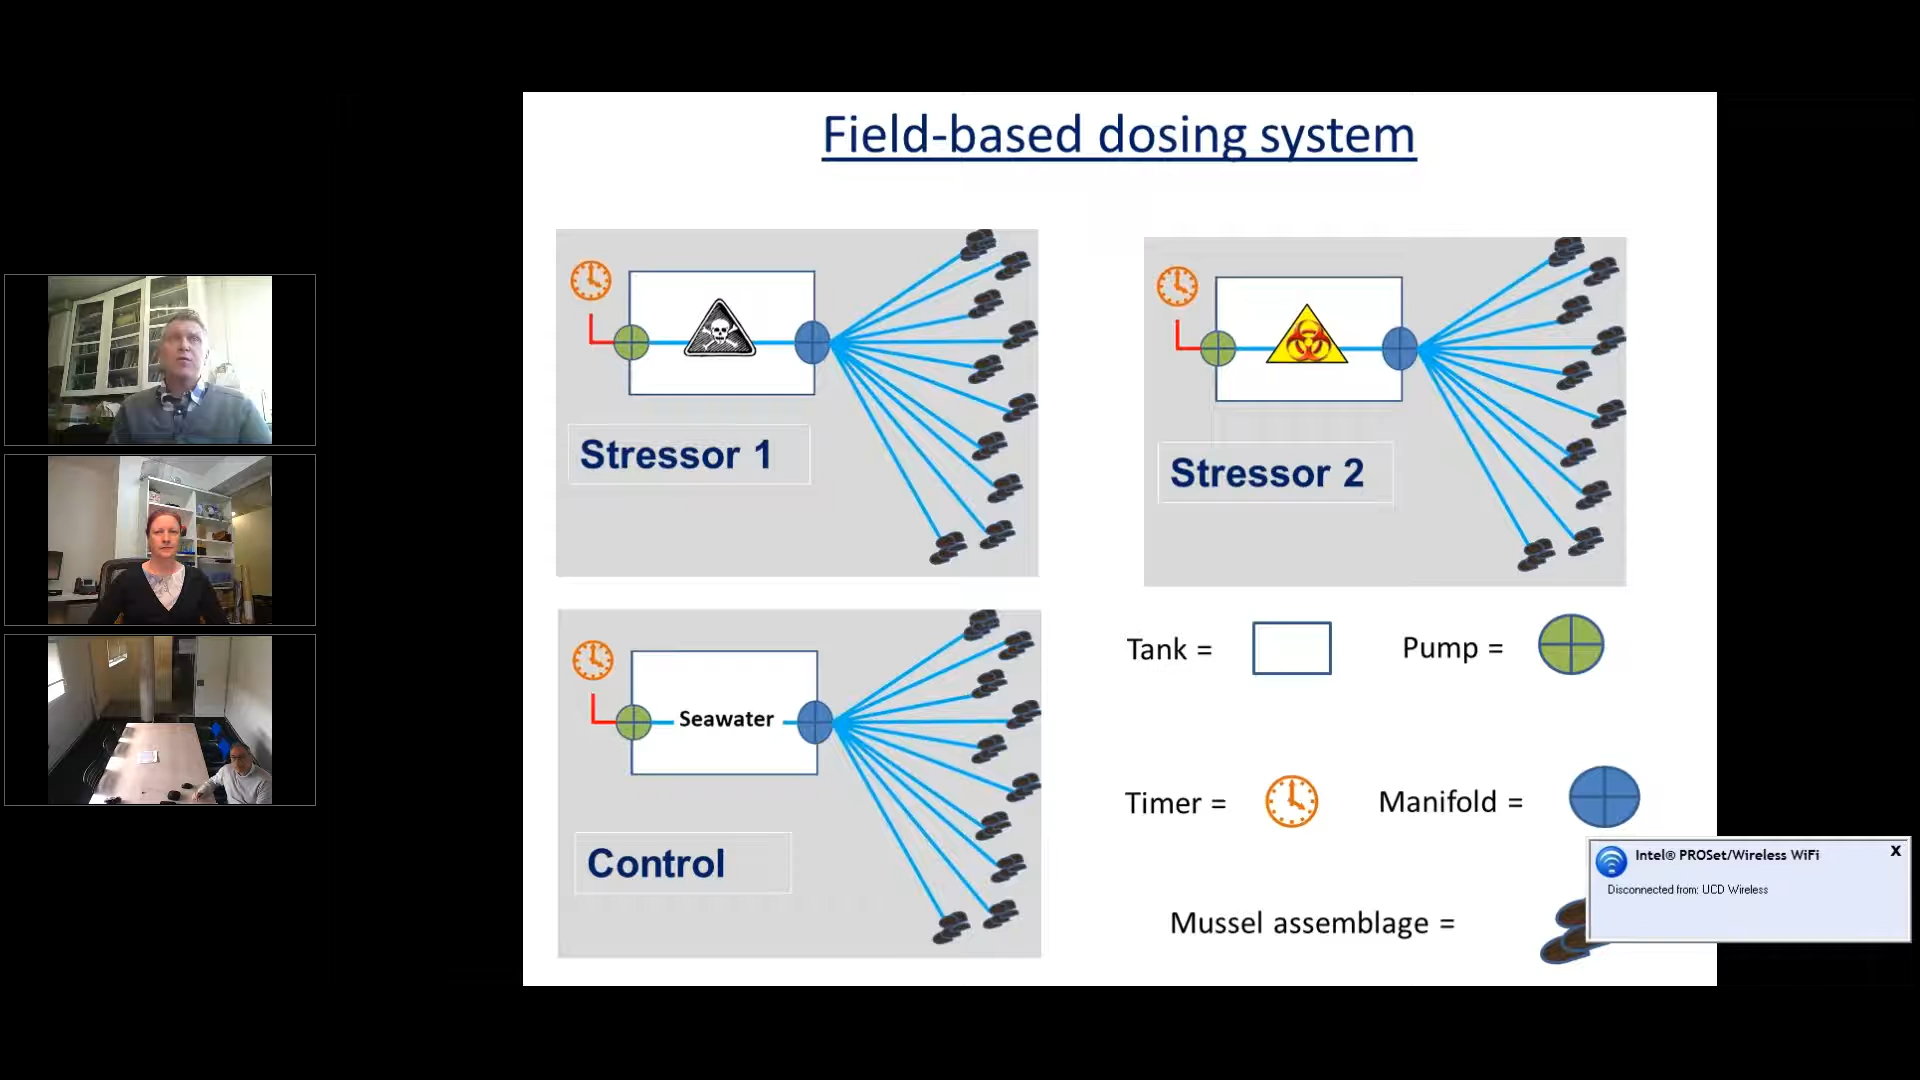 Field-based dosing system
Stressor 1
Stressor 2
Seawater
Control
Tank =
Pump =
Timer =
Manifold =
Mussel assemblage =
Intel® PROSet/Wireless WiFi
X
Disconnected from: UCD Wireless